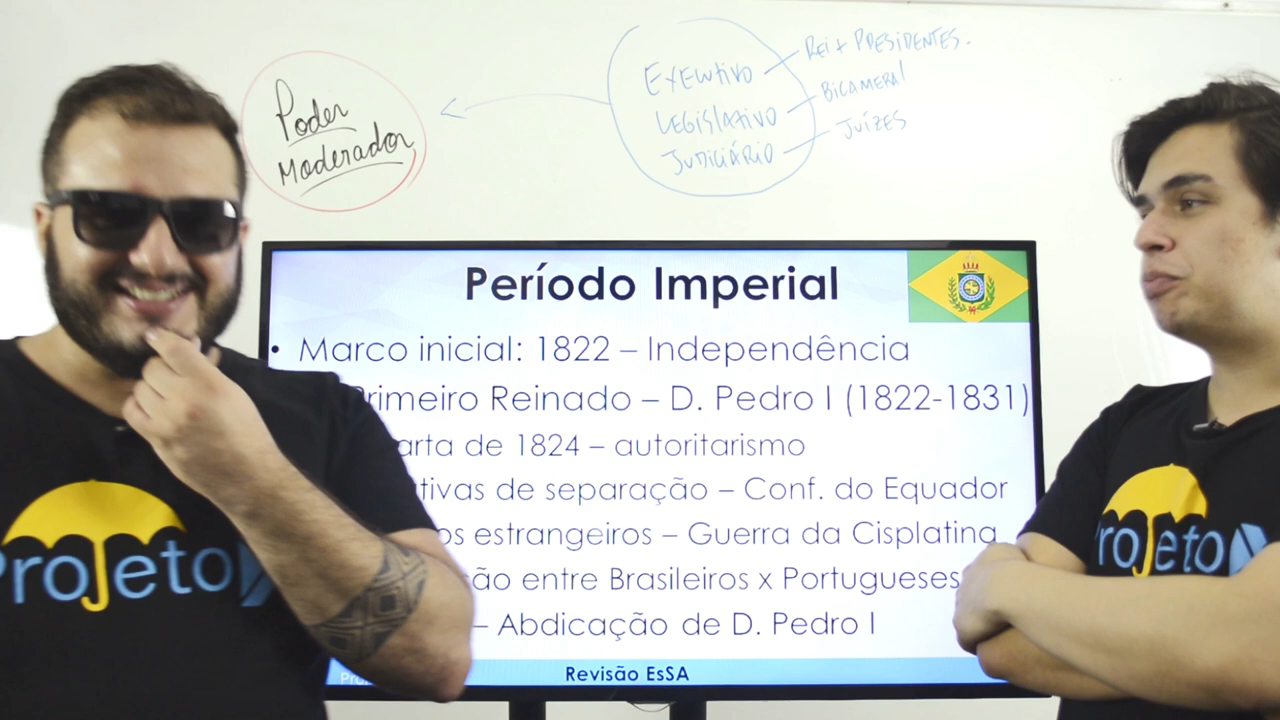 Poder
Moderador
EXECUTIVO
REI + PRESIDENTES.
LEGISLATIVO
BICAMERAL
JUDICIÁRIO
JUÍZES
Período Imperial
• Marco inicial: 1822 – Independência
Primeiro Reinado – D. Pedro I (1822-1831)
arta de 1824 – autoritarismo
tivas de separação – Conf. do Equador
os estrangeiros – Guerra da Cisplatina
são entre Brasileiros x Portugueses
– Abdicação de D. Pedro I
Revisão EsSA
Projeto
rojeto